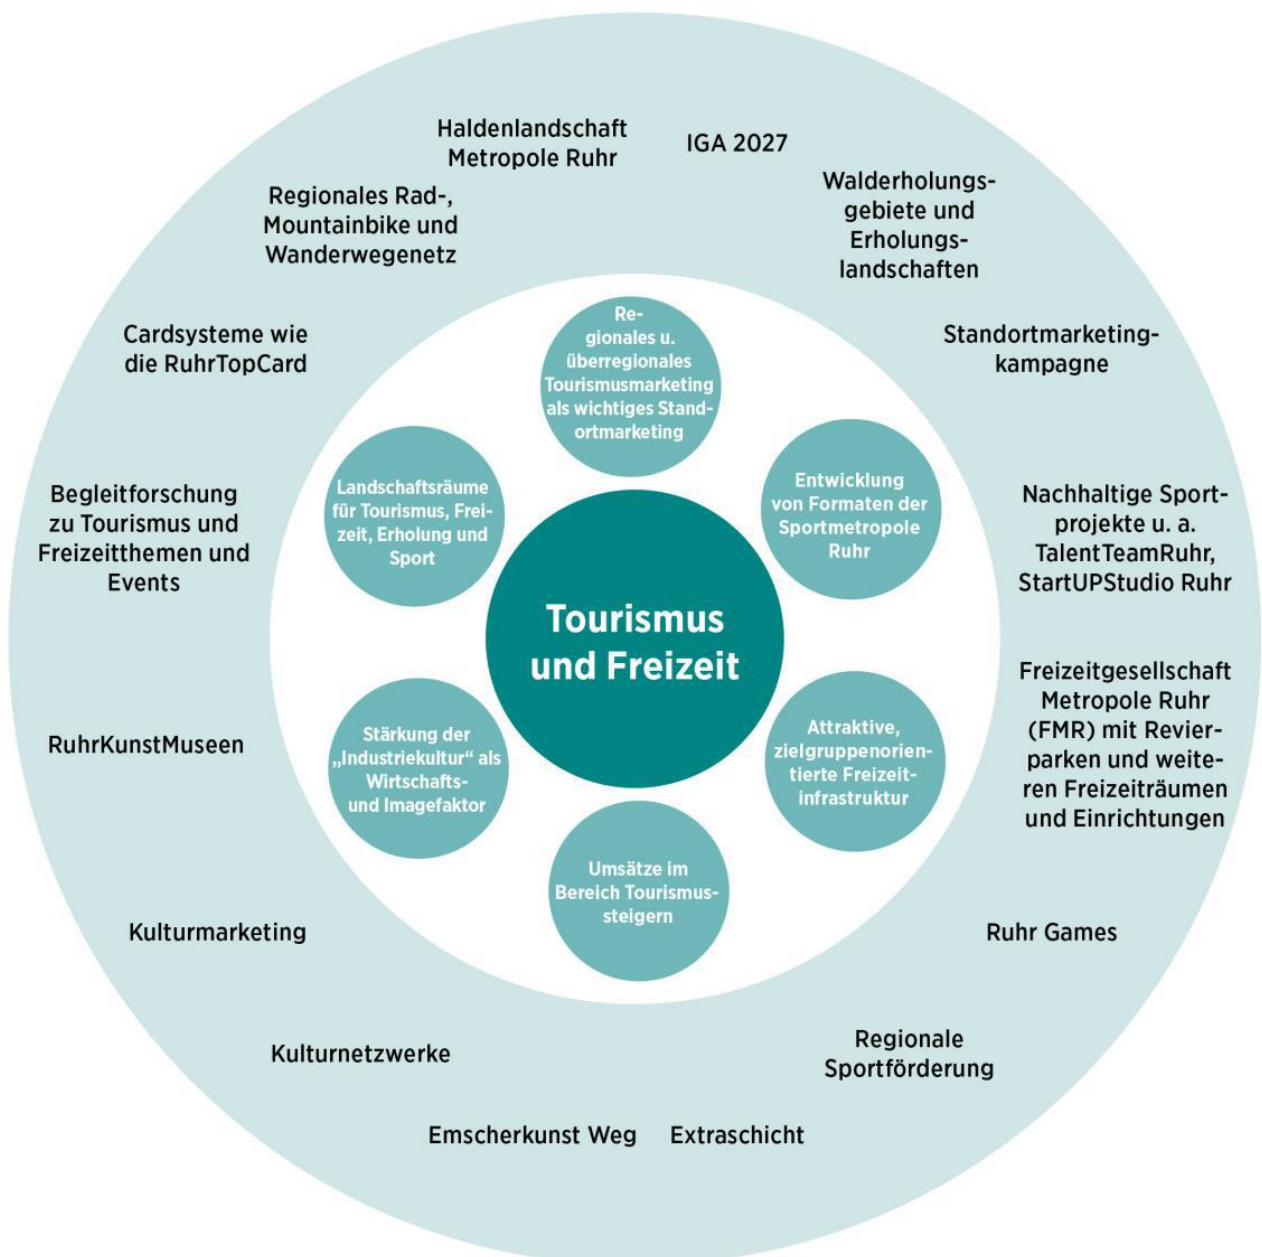 Haldenlandschaft
Metropole Ruhr
IGA 2027
Walderholungs-
gebiete und
Erholungs-
landschaften
Standortmarketing-
kampagne
Nachhaltige Sport-
projekte u. a.
TalentTeamRuhr,
StartUPStudio Ruhr
Freizeitgesellschaft
Metropole Ruhr
(FMR) mit Revier-
parken und weite-
ren Freizeiträumen
und Einrichtungen
Ruhr Games
Regionale
Sportförderung
Extraschicht
Emscherkunst Weg
Kulturnetzwerke
Kulturmarketing
RuhrKunstMuseen
Begleitforschung
zu Tourismus und
Freizeitthemen und
Events
Cardsysteme wie
die RuhrTopCard
Regionales Rad-,
Mountainbike und
Wanderwegenetz
Re-
gionales u.
überregionales
Tourismusmarketing
als wichtiges Stand-
ortmarketing
Entwicklung
von Formaten der
Sportmetropole
Ruhr
Attraktive,
zielgruppenorien-
tierte Freizeit-
infrastruktur
Umsätze im
Bereich Tourismus-
steigern
Stärkung der
„Industriekultur“ als
Wirtschafts-
und Imagefaktor
Landschaftsräume
für Tourismus, Frei-
zeit, Erholung und
Sport
Tourismus
und Freizeit